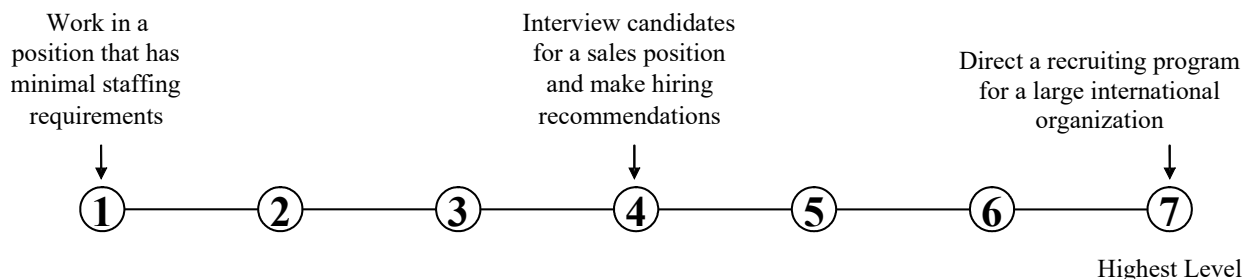 Work in a
position that has
minimal staffing
requirements
Interview candidates
for a sales position
and make hiring
recommendations
Direct a recruiting program
for a large international
organization
1 2 3 4 5 6 7
Highest Level